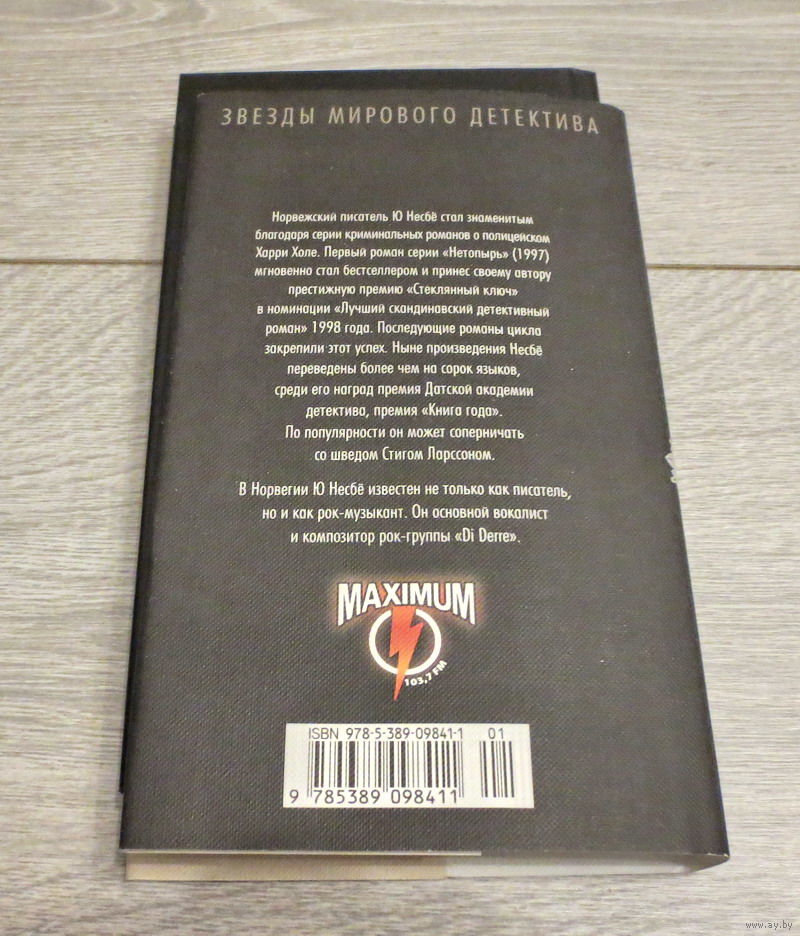 ЗВЕЗДЫ МИРОВОГО ДЕТЕКТИВА
Норвежский писатель Ю Несбё стал знаменитым
благодаря серии криминальных романов о полицейском
Харри Холе. Первый роман серии «Нетопырь» (1997)
мгновенно стал бестселлером и принес своему автору
престижную премию «Стеклянный ключ»
в номинации «Лучший скандинавский детективный
роман» 1998 года. Последующие романы цикла
закрепили этот успех. Ныне произведения Несбё
переведены более чем на сорок языков,
среди его наград премия Датской академии
детектива, премия «Книга года».
По популярности он может соперничать
со шведом Стигом Ларссоном.
В Норвегии Ю Несбё известен не только как писатель,
но и как рок-музыкант. Он основной вокалист
и композитор рок-группы «Di Derre».
MAXIMUM
103,7 FM
ISBN 978-5-389-09841-1 01
9 785389 098411
www.ay.by